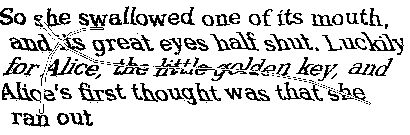 So she swallowed one of its mouth,
and its great eyes half shut. Luckily
for Alice, the little golden key, and
Alice's first thought was that she
ran out